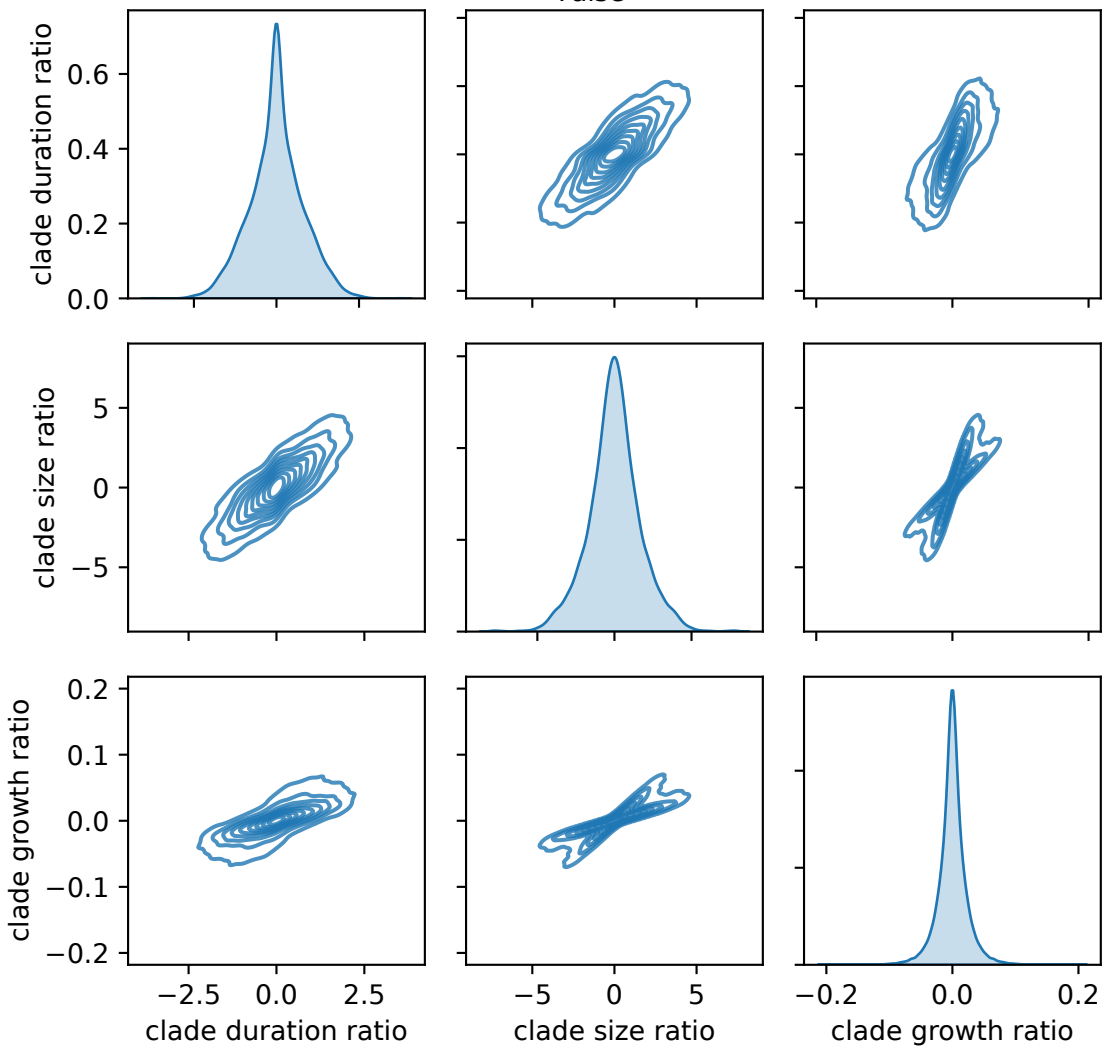 clade duration ratio
0.6
0.4
0.2
0.0
clade size ratio
5
0
−5
clade growth ratio
0.2
0.1
0.0
−0.1
−0.2
−2.5 0.0 2.5
−5 0 5
−0.2 0.0 0.2
clade duration ratio
clade size ratio
clade growth ratio